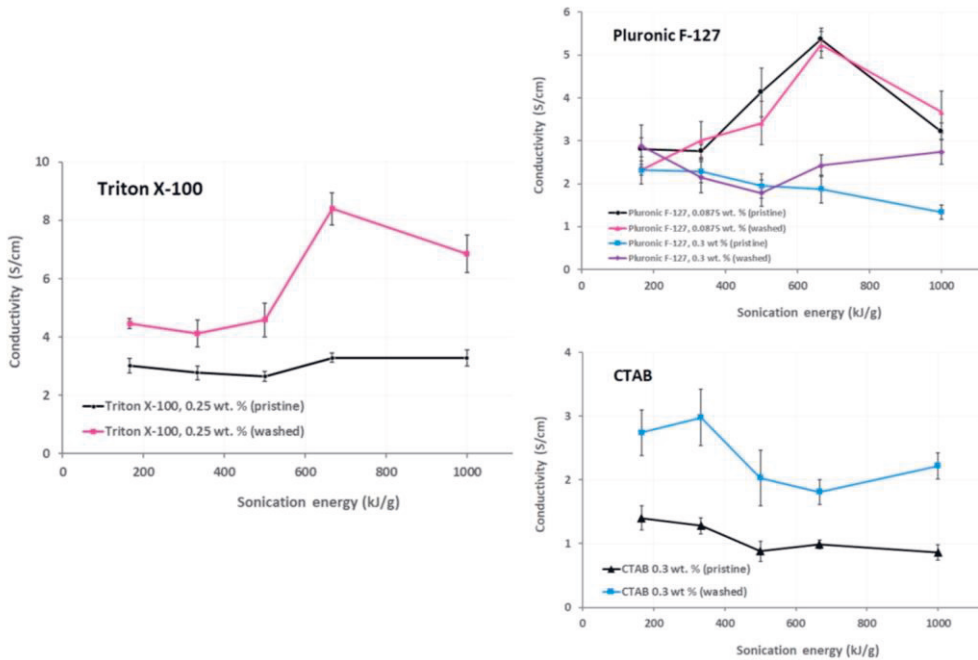 Triton X-100
Conductivity (S/cm)
10
8
6
4
2
0
Triton X-100, 0.25 wt. % (pristine)
Triton X-100, 0.25 wt. % (washed)
0 200 400 600 800 1000
Sonication energy (kJ/g)
Pluronic F-127
Conductivity (S/cm)
6
5
4
3
2
1
0
Pluronic F-127, 0.0875 wt. % (pristine)
Pluronic F-127, 0.0875 wt. % (washed)
Pluronic F-127, 0.3 wt % (pristine)
Pluronic F-127, 0.3 wt % (washed)
0 200 400 600 800 1000
Sonication energy (kJ/g)
CTAB
Conductivity (S/cm)
4
3
2
1
0
CTAB 0.3 wt. % (pristine)
CTAB 0.3 wt. % (washed)
0 200 400 600 800 1000
Sonication energy (kJ/g)